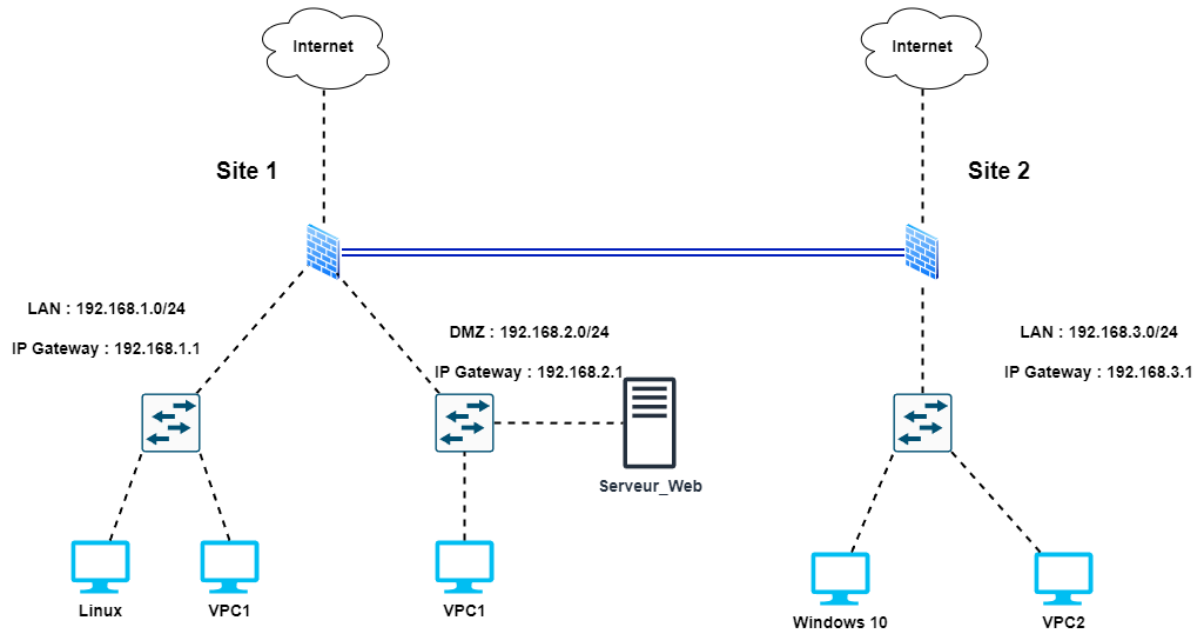 Internet
Internet
Site 1
Site 2
LAN : 192.168.1.0/24
IP Gateway : 192.168.1.1
DMZ : 192.168.2.0/24
IP Gateway : 192.168.2.1
LAN : 192.168.3.0/24
IP Gateway : 192.168.3.1
Serveur_Web
Linux
VPC1
VPC1
Windows 10
VPC2